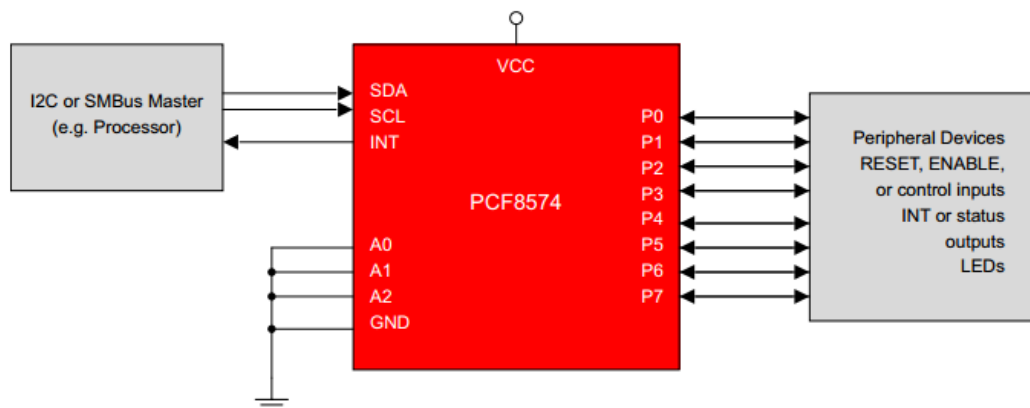 I2C or SMBus Master
(e.g. Processor)
VCC
SDA
SCL
INT
A0
A1
A2
GND
PCF8574
P0
P1
P2
P3
P4
P5
P6
P7
Peripheral Devices
RESET, ENABLE,
or control inputs
INT or status
outputs
LEDs